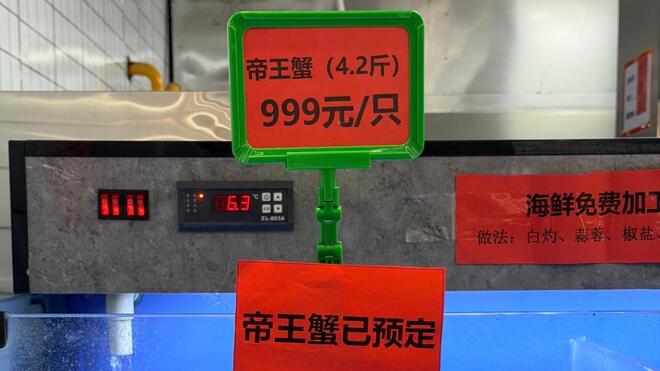 帝王蟹（4.2斤）
999元/只
6.3
℃
ZL-803A
海鲜免费加工
做法：白灼、蒜蓉、椒盐、
帝王蟹已预定